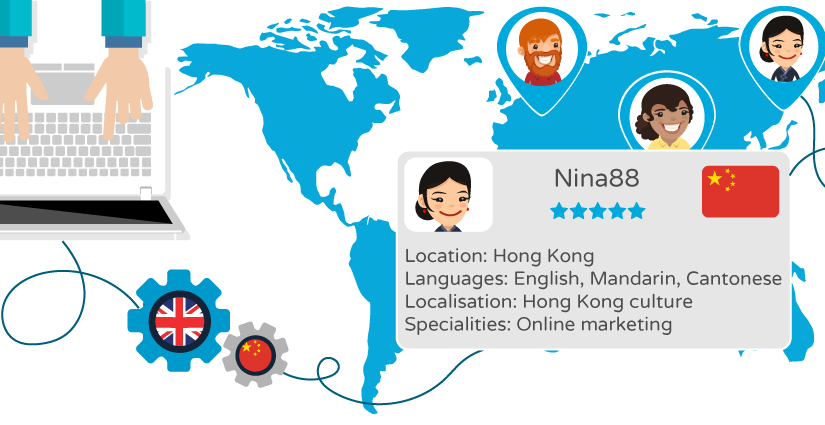 Nina88
Location: Hong Kong
Languages: English, Mandarin, Cantonese
Localisation: Hong Kong culture
Specialities: Online marketing